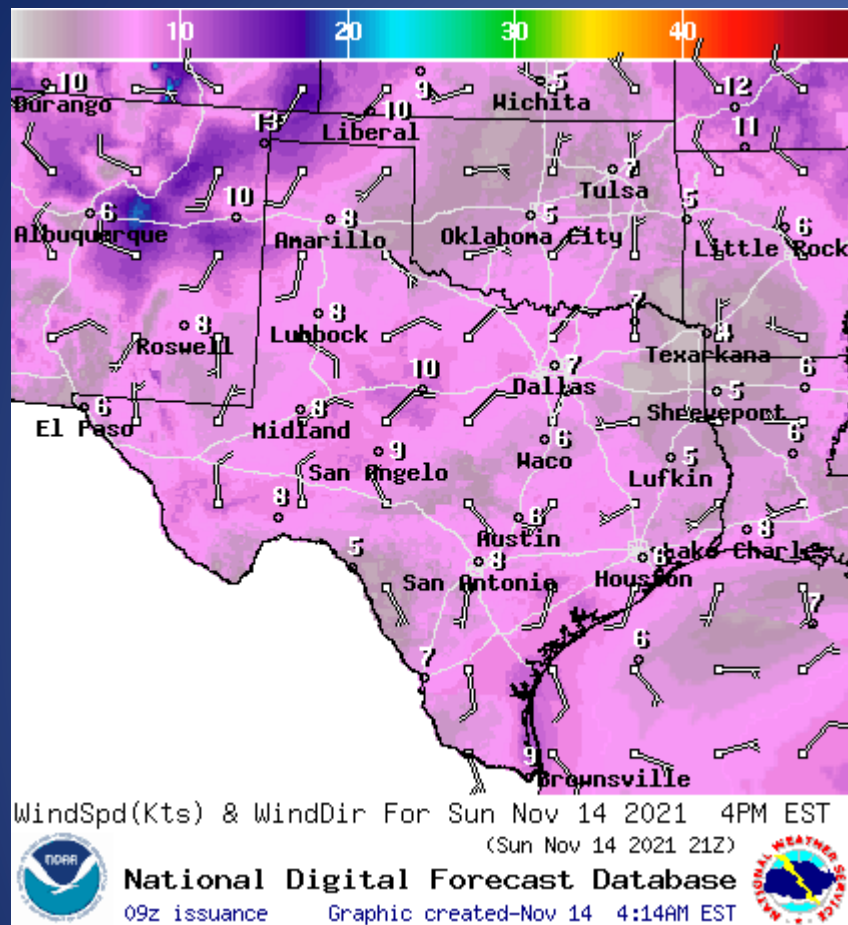 10 20 30 40
10 9 5 12
Durango Liberal 10 Wichita
13 11
7
Tulsa
6 10 8 5 5 6
Albuquerque Amarillo Oklahoma City Little Rock
8 8 7
Roswell Lubbock Texarkana
10 7 6
Dallas 5
6 8 Shreveport
El Paso Midland
9 6 6
San Angelo Waco 5
Lufkin
8 8
Austin Lake Charles
5 8 6
San Antonio Houston
7
7 6
9
Brownsville
WindSpd(Kts) & WindDir For Sun Nov 14 2021 4PM EST
(Sun Nov 14 2021 21Z)
NOAA
National Digital Forecast Database
09z issuance Graphic created-Nov 14 4:14AM EST
NATIONAL WEATHER SERVICE